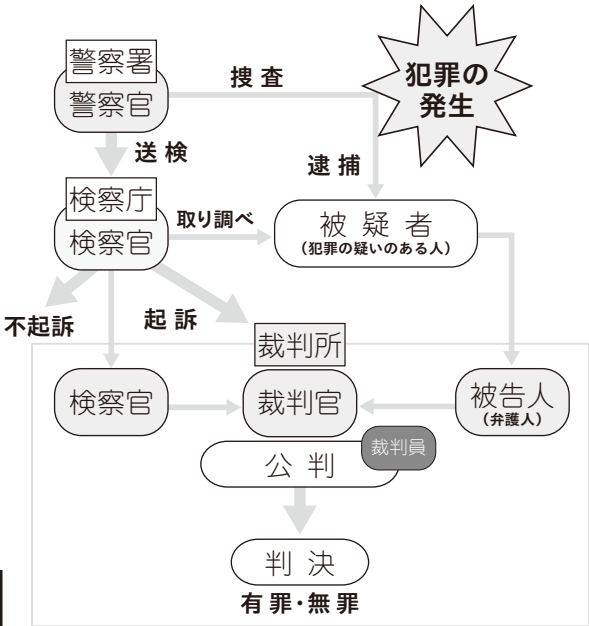 犯罪の
発生
警察署
警察官
捜査
送検
逮捕
検察庁
検察官
取り調べ
被疑者
(犯罪の疑いのある人)
不起訴
起訴
裁判所
検察官
裁判官
被告人
(弁護人)
裁判員
公判
判決
有罪・無罪